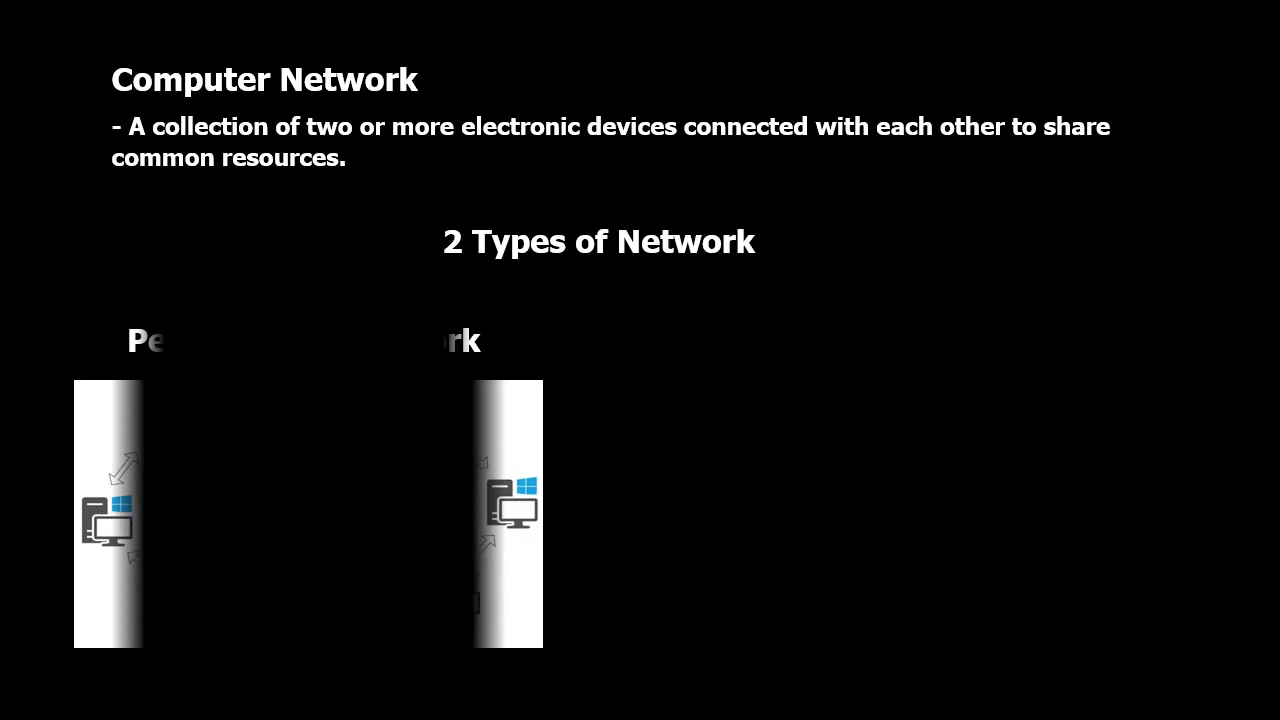 Computer Network
- A collection of two or more electronic devices connected with each other to share
common resources.
2 Types of Network